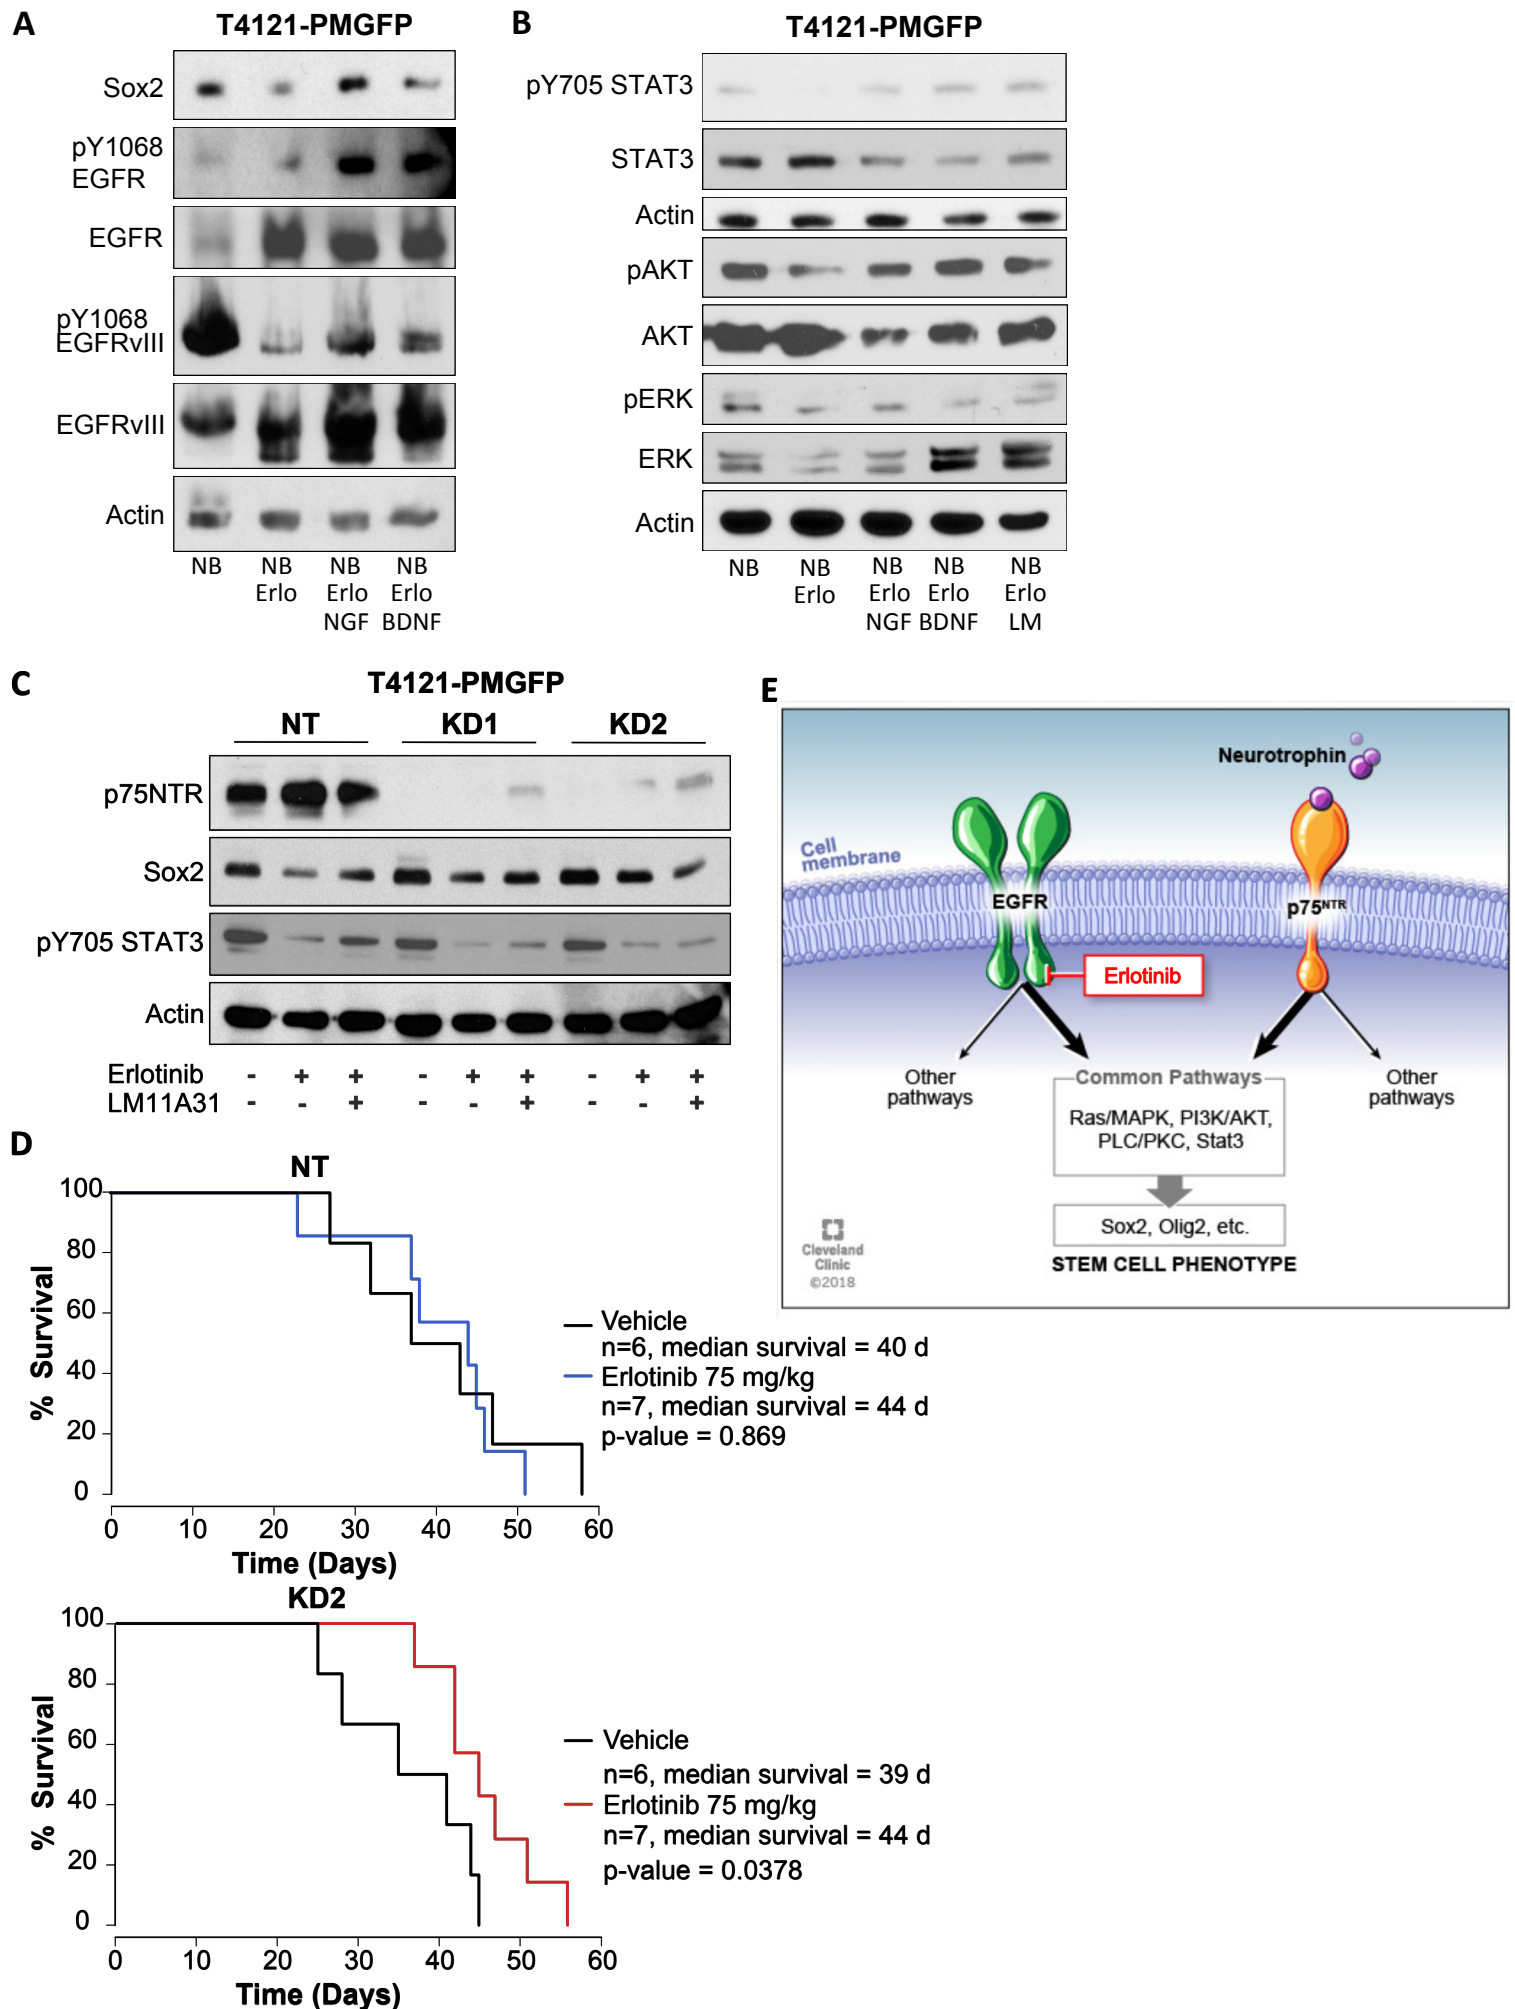 A
T4121-PMGFP
Sox2
pY1068
EGFR
EGFR
pY1068
EGFRvIII
EGFRvIII
Actin
NB NB NB NB
Erlo Erlo Erlo
NGF BDNF
B
T4121-PMGFP
pY705 STAT3
STAT3
Actin
pAKT
AKT
pERK
ERK
Actin
NB NB NB NB NB
Erlo Erlo Erlo Erlo
NGF BDNF LM
C
T4121-PMGFP
NT KD1 KD2
p75NTR
Sox2
pY705 STAT3
Actin
Erlotinib - + + - + + - + +
LM11A31 - - + - - + - - +
D
NT
100
80
60
40
20
0
% Survival
0 10 20 30 40 50 60
Time (Days)
Vehicle
n=6, median survival = 40 d
Erlotinib 75 mg/kg
n=7, median survival = 44 d
p-value = 0.869
KD2
100
80
60
40
20
0
% Survival
0 10 20 30 40 50 60
Time (Days)
Vehicle
n=6, median survival = 39 d
Erlotinib 75 mg/kg
n=7, median survival = 44 d
p-value = 0.0378
E
Neurotrophin
Cell
membrane
EGFR
p75NTR
Erlotinib
Other
pathways
Common Pathways
Ras/MAPK, PI3K/AKT,
PLC/PKC, Stat3
Other
pathways
Sox2, Olig2, etc.
STEM CELL PHENOTYPE
Cleveland
Clinic
©2018